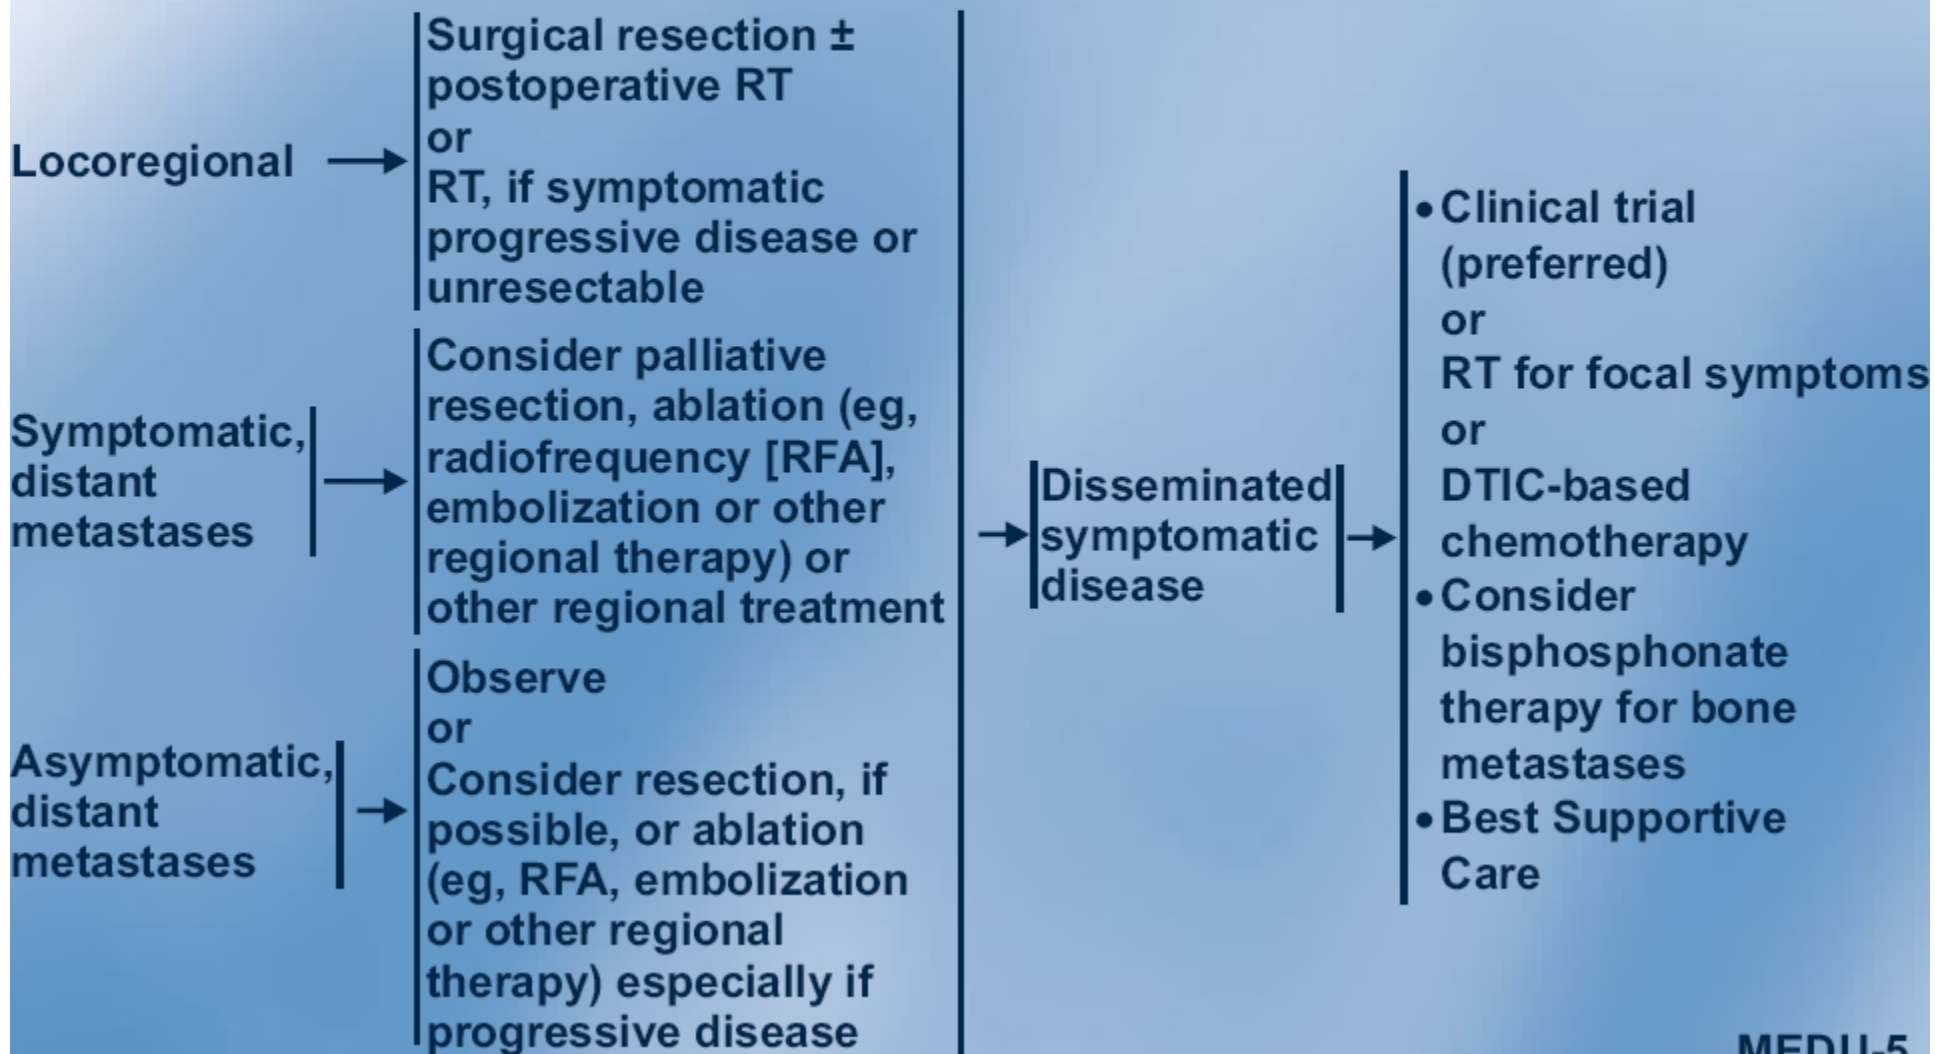 Locoregional
Surgical resection ±
postoperative RT
or
RT, if symptomatic
progressive disease or
unresectable
Symptomatic,
distant
metastases
Consider palliative
resection, ablation (eg,
radiofrequency [RFA],
embolization or other
regional therapy) or
other regional treatment
Asymptomatic,
distant
metastases
Observe
or
Consider resection, if
possible, or ablation
(eg, RFA, embolization
or other regional
therapy) especially if
progressive disease
Disseminated
symptomatic
disease
• Clinical trial
(preferred)
or
RT for focal symptoms
or
DTIC-based
chemotherapy
• Consider
bisphosphonate
therapy for bone
metastases
• Best Supportive
Care